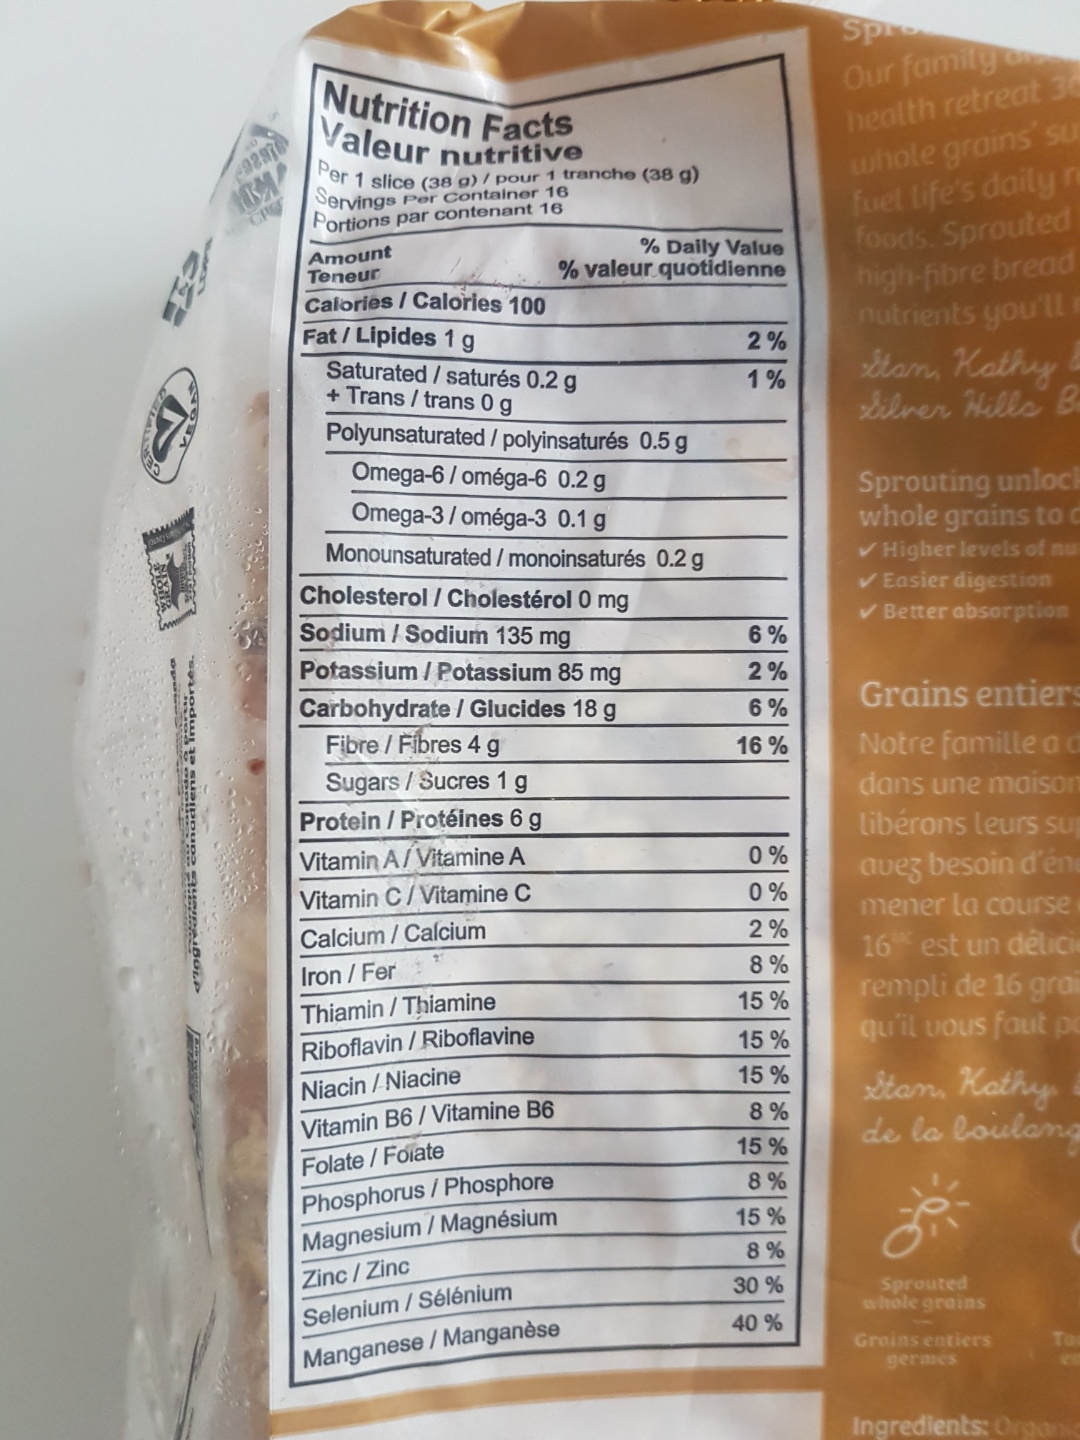 Nutrition Facts
Valeur nutritive
Per 1 slice (38 g) / pour 1 tranche (38 g)
Servings Per Container 16
Portions par contenant 16
Amount
Teneur
% Daily Value
% valeur quotidienne
Calories / Calories 100
Fat / Lipides 1 g 2 %
Saturated / saturés 0.2 g 1 %
+ Trans / trans 0 g
Polyunsaturated / polyinsaturés 0.5 g
Omega-6 / oméga-6 0.2 g
Omega-3 / oméga-3 0.1 g
Monounsaturated / monoinsaturés 0.2 g
Cholesterol / Cholestérol 0 mg
Sodium / Sodium 135 mg 6 %
Potassium / Potassium 85 mg 2 %
Carbohydrate / Glucides 18 g 6 %
Fibre / Fibres 4 g 16 %
Sugars / Sucres 1 g
Protein / Protéines 6 g
Vitamin A / Vitamine A 0 %
Vitamin C / Vitamine C 0 %
Calcium / Calcium 2 %
Iron / Fer 8 %
Thiamin / Thiamine 15 %
Riboflavin / Riboflavine 15 %
Niacin / Niacine 15 %
Vitamin B6 / Vitamine B6 8 %
Folate / Folate 15 %
Phosphorus / Phosphore 8 %
Magnesium / Magnésium 15 %
Zinc / Zinc 8 %
Selenium / Sélénium 30 %
Manganese / Manganèse 40 %
Our family
health retreat
whole grains'
fuel life's daily
foods. Sprouted
high-fibre bread
nutrients you'll
Stan, Kathy &
Silver Hills
Sprouting
whole grains to
✓ Higher levels of
✓ Easier digestion
✓ Better absorption
Grains entiers
Notre famille a
dans une maison
libérons leurs
avez besoin
mener la course
16 est un
rempli de 16
qu'il vous faut
Stan, Kathy
de la
Sprouted
whole grains
Grains entiers
germes
Ingredients:
CERTIFIED
VEGAN
d'ingrédients canadiens et importés.